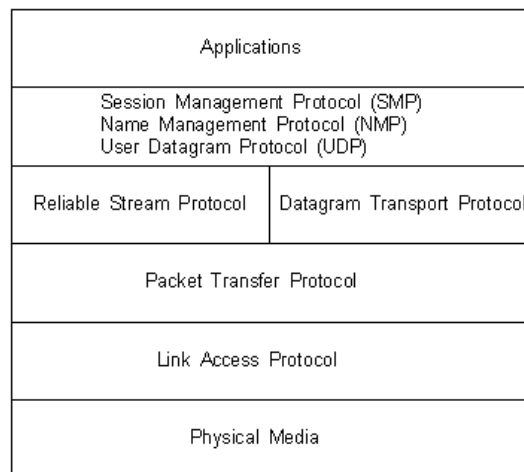 Applications
Session Management Protocol (SMP)
Name Management Protocol (NMP)
User Datagram Protocol (UDP)
Reliable Stream Protocol
Datagram Transport Protocol
Packet Transfer Protocol
Link Access Protocol
Physical Media